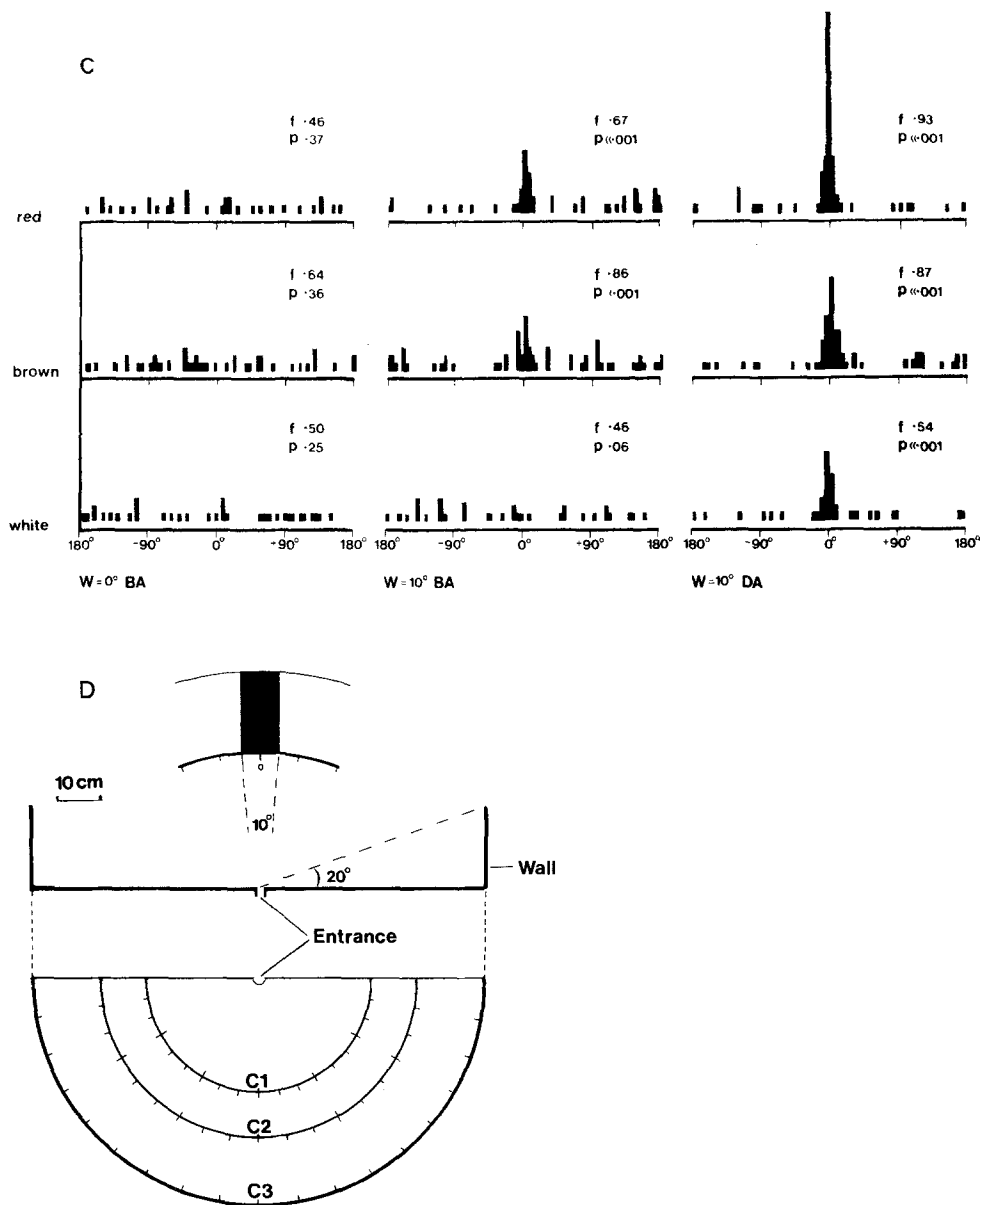 C
f ·46
p ·37
f ·67
p «·001
f ·93
p «·001
red
f ·64
p ·36
f ·86
p «·001
f ·87
p «·001
brown
f ·50
p ·25
f ·46
p ·06
f ·54
p «·001
white
180° -90° 0° +90° 180° -90° 0° +90° 180° -90° 0° +90° 180°
W=0° BA W=10° BA W=10° DA
D
0
10 cm
10°
20°
Wall
Entrance
C1
C2
C3